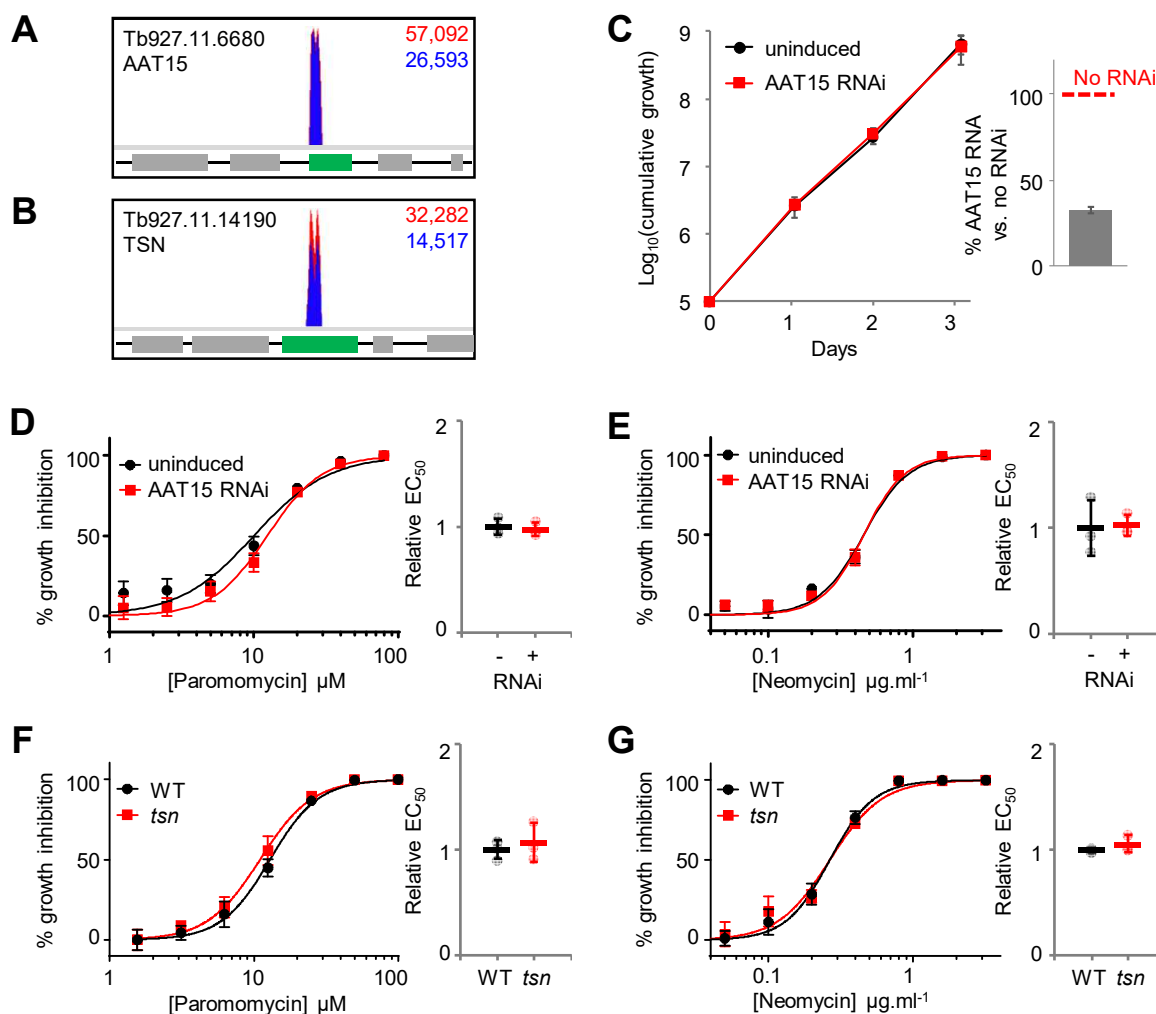 A
Tb927.11.6680
AAT15
57,092
26,593
B
Tb927.11.14190
TSN
32,282
14,517
C
Log10(cumulative growth)
9
8
7
6
5
uninduced
AAT15 RNAi
0
1
2
3
Days
% AAT15 RNA
vs. no RNAi
No RNAi
100
50
0
D
% growth inhibition
100
50
0
uninduced
AAT15 RNAi
1
10
100
[Paromomycin] µM
Relative EC50
2
1
0
- +
RNAi
E
% growth inhibition
100
50
0
uninduced
AAT15 RNAi
0.1
1
[Neomycin] µg.ml-1
Relative EC50
2
1
0
- +
RNAi
F
% growth inhibition
100
50
0
WT
tsn
1
10
100
[Paromomycin] µM
Relative EC50
2
1
0
WT tsn
G
% growth inhibition
100
50
0
WT
tsn
0.1
1
[Neomycin] µg.ml-1
Relative EC50
2
1
0
WT tsn